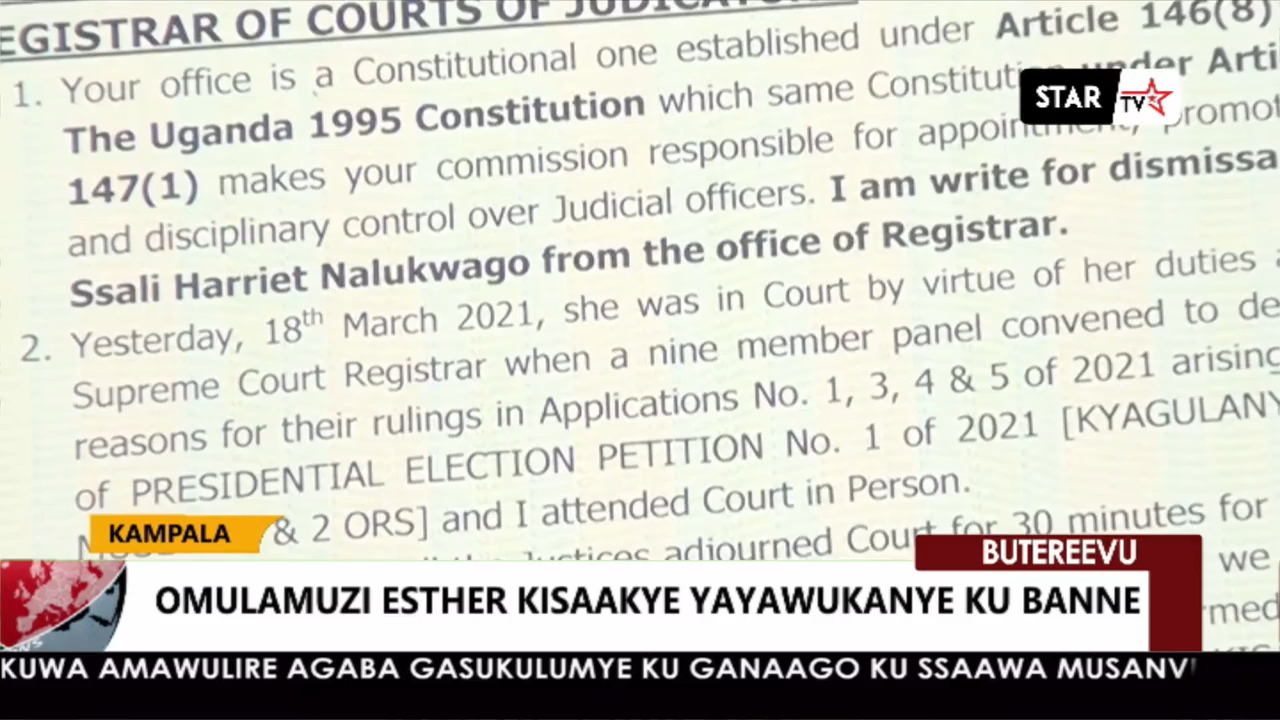 EGISTRAR OF COURTS OF
1. Your office is a Constitutional one established under Article 146(8)
The Uganda 1995 Constitution which same
147(1) makes your commission responsible for
and disciplinary control over Judicial officers. I am write for
Ssali Harriet Nalukwago from the office of Registrar.
2. Yesterday, 18th March 2021, she was in Court by virtue of her duties
Supreme Court Registrar when a nine member panel convened to de
reasons for their rulings in Applications No. 1, 3, 4 & 5 of 2021 arising
of PRESIDENTIAL ELECTION PETITION No. 1 of 2021 [KYAGULANY
& 2 ORS] and I attended Court in Person.
adjourned Court for 30 minutes for
we
STAR TV
KAMPALA
BUTEREEVU
OMULAMUZI ESTHER KISAAKYE YAYAWUKANYE KU BANNE
KUWA AMAWULIRE AGABA GASUKULUMYE KU GANAAGO KU SSAAWA